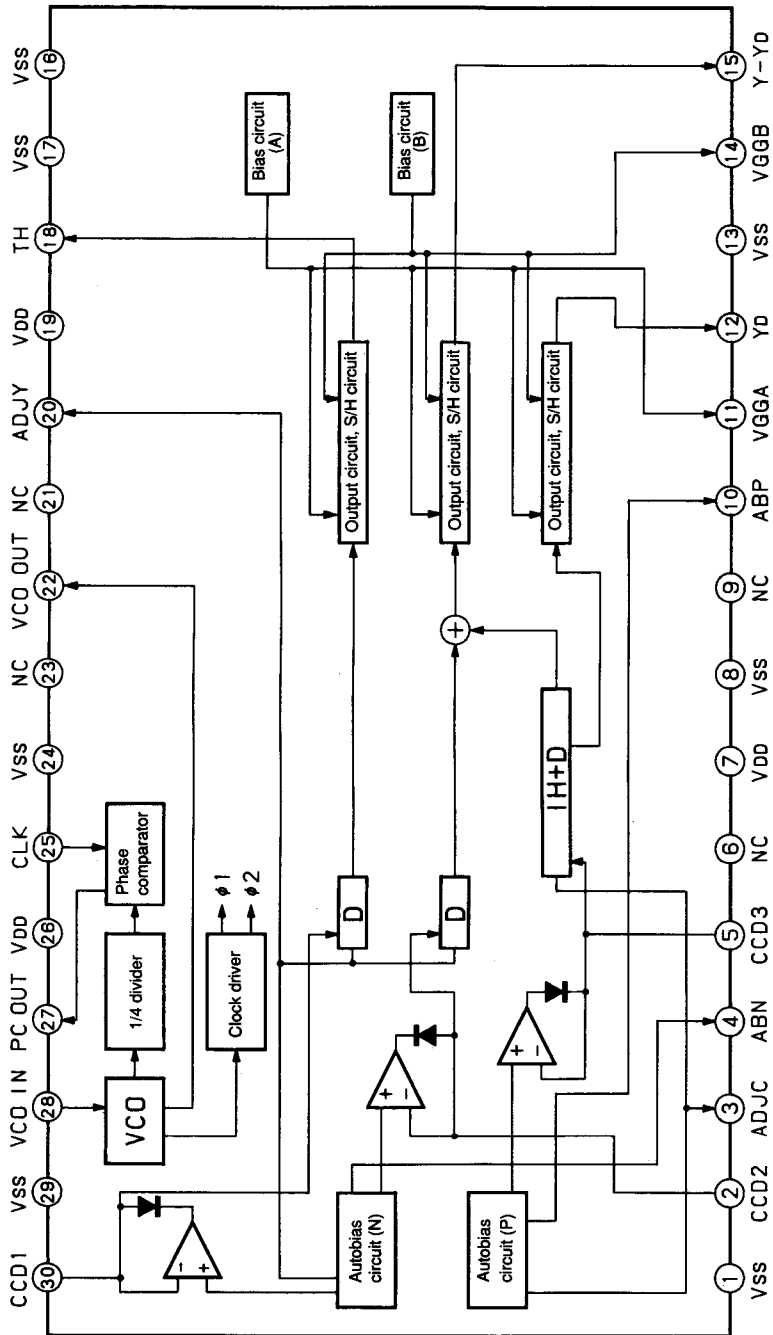 CCD1 VSS VCO IN PC OUT VDD CLK VSS NC VCO OUT NC ADJY VDD TH VSS VSS
30 29 28 27 26 25 24 23 22 21 20 19 18 17 16
VCO
1/4 divider
Phase comparator
Clock driver
ϕ1
ϕ2
Bias circuit (A)
Bias circuit (B)
− +
D
Output circuit, S/H circuit
Autobias circuit (N)
+ −
D
+
Output circuit, S/H circuit
Autobias circuit (P)
+ −
1H+D
Output circuit, S/H circuit
1 2 3 4 5 6 7 8 9 10 11 12 13 14 15
VSS CCD2 ADJC ABN CCD3 NC VDD VSS NC ABP VGGA YD VSS VGGB Y-YD